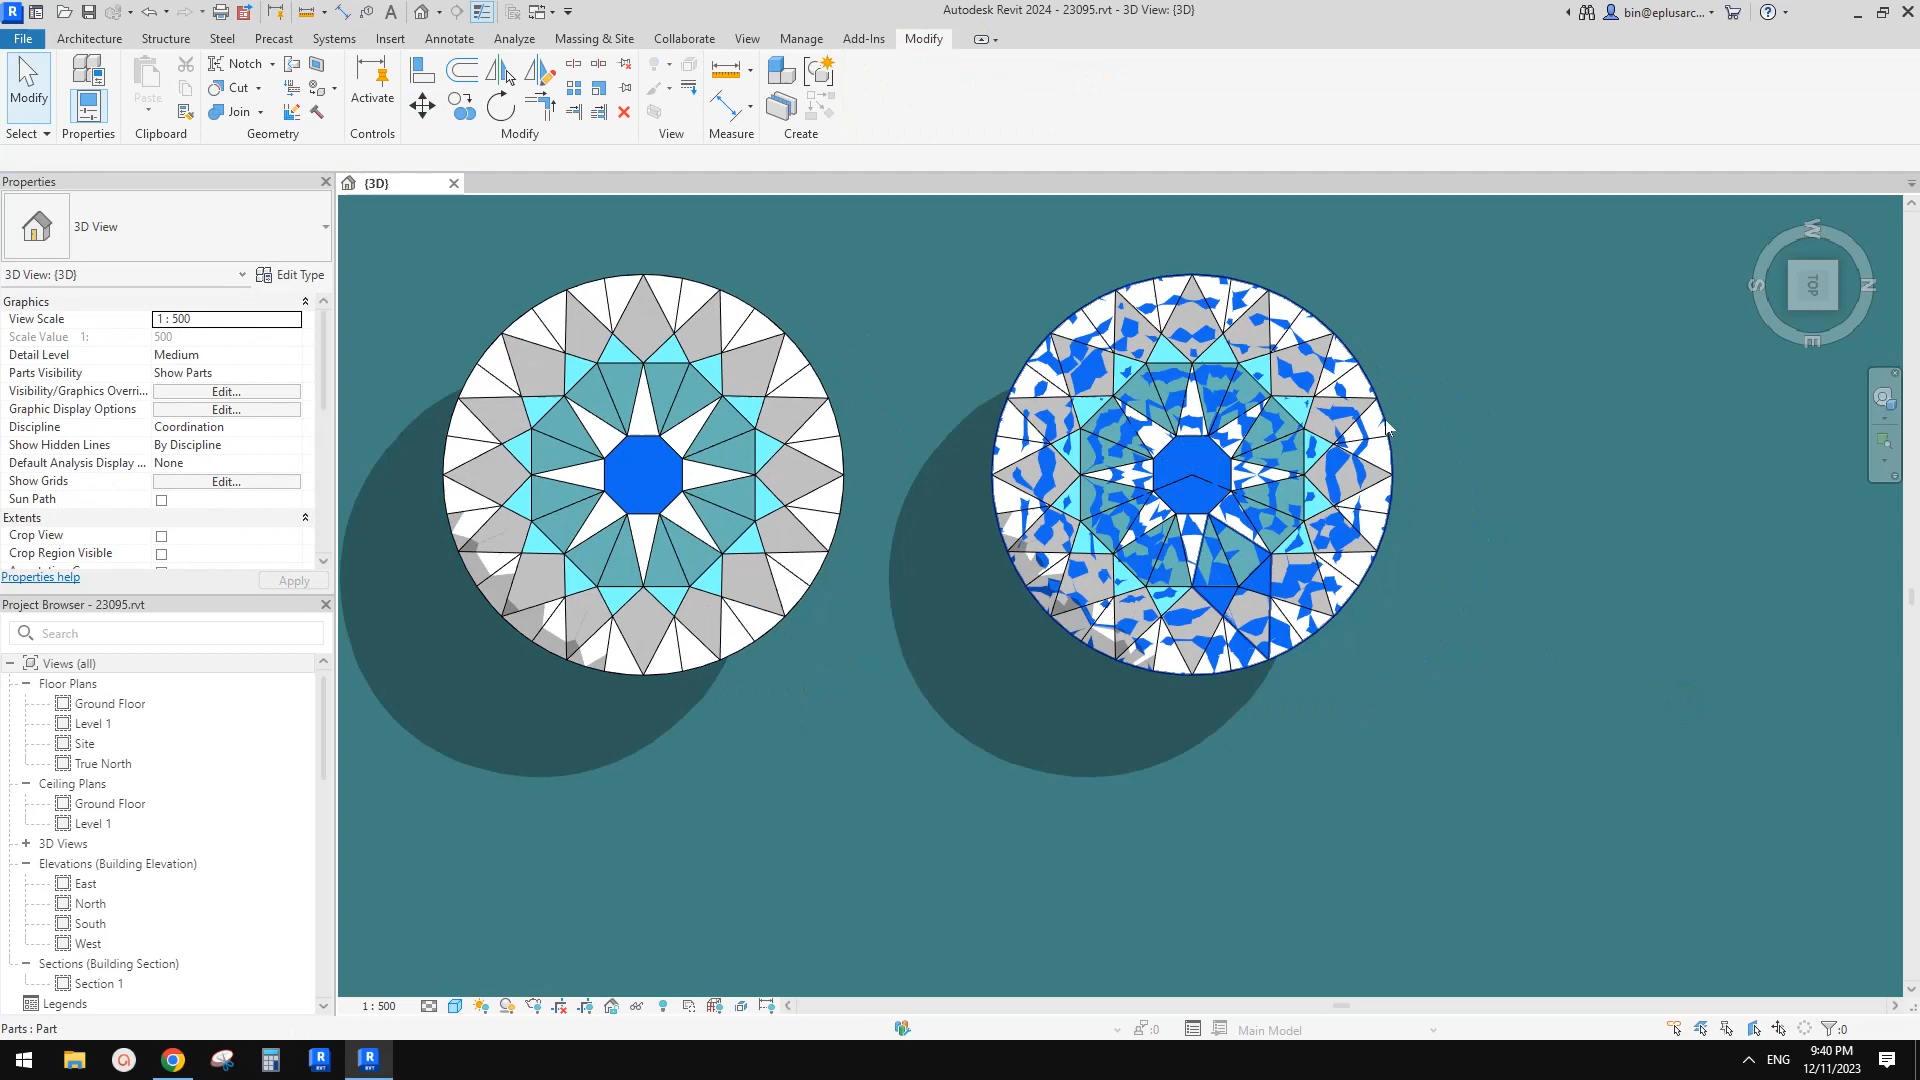 R Autodesk Revit 2024 - 23095.rvt - 3D View: {3D} bin@eplusarc...
File Architecture Structure Steel Precast Systems Insert Annotate Analyze Massing & Site Collaborate View Manage Add-Ins Modify
Modify Paste Notch Cut Join Activate
Select Properties Clipboard Geometry Controls Modify View Measure Create
Properties
{3D}
3D View
3D View: {3D} Edit Type
Graphics
View Scale 1 : 500
Scale Value 1: 500
Detail Level Medium
Parts Visibility Show Parts
Visibility/Graphics Overri... Edit...
Graphic Display Options Edit...
Discipline Coordination
Show Hidden Lines By Discipline
Default Analysis Display ... None
Show Grids Edit...
Sun Path
Extents
Crop View
Crop Region Visible
Properties help Apply
W
S TOP N
E
Project Browser - 23095.rvt
Search
Views (all)
Floor Plans
Ground Floor
Level 1
Site
True North
Ceiling Plans
Ground Floor
Level 1
3D Views
Elevations (Building Elevation)
East
North
South
West
Sections (Building Section)
Section 1
Legends
1 : 500
Parts : Part :0 Main Model :0
ENG 9:40 PM
12/11/2023